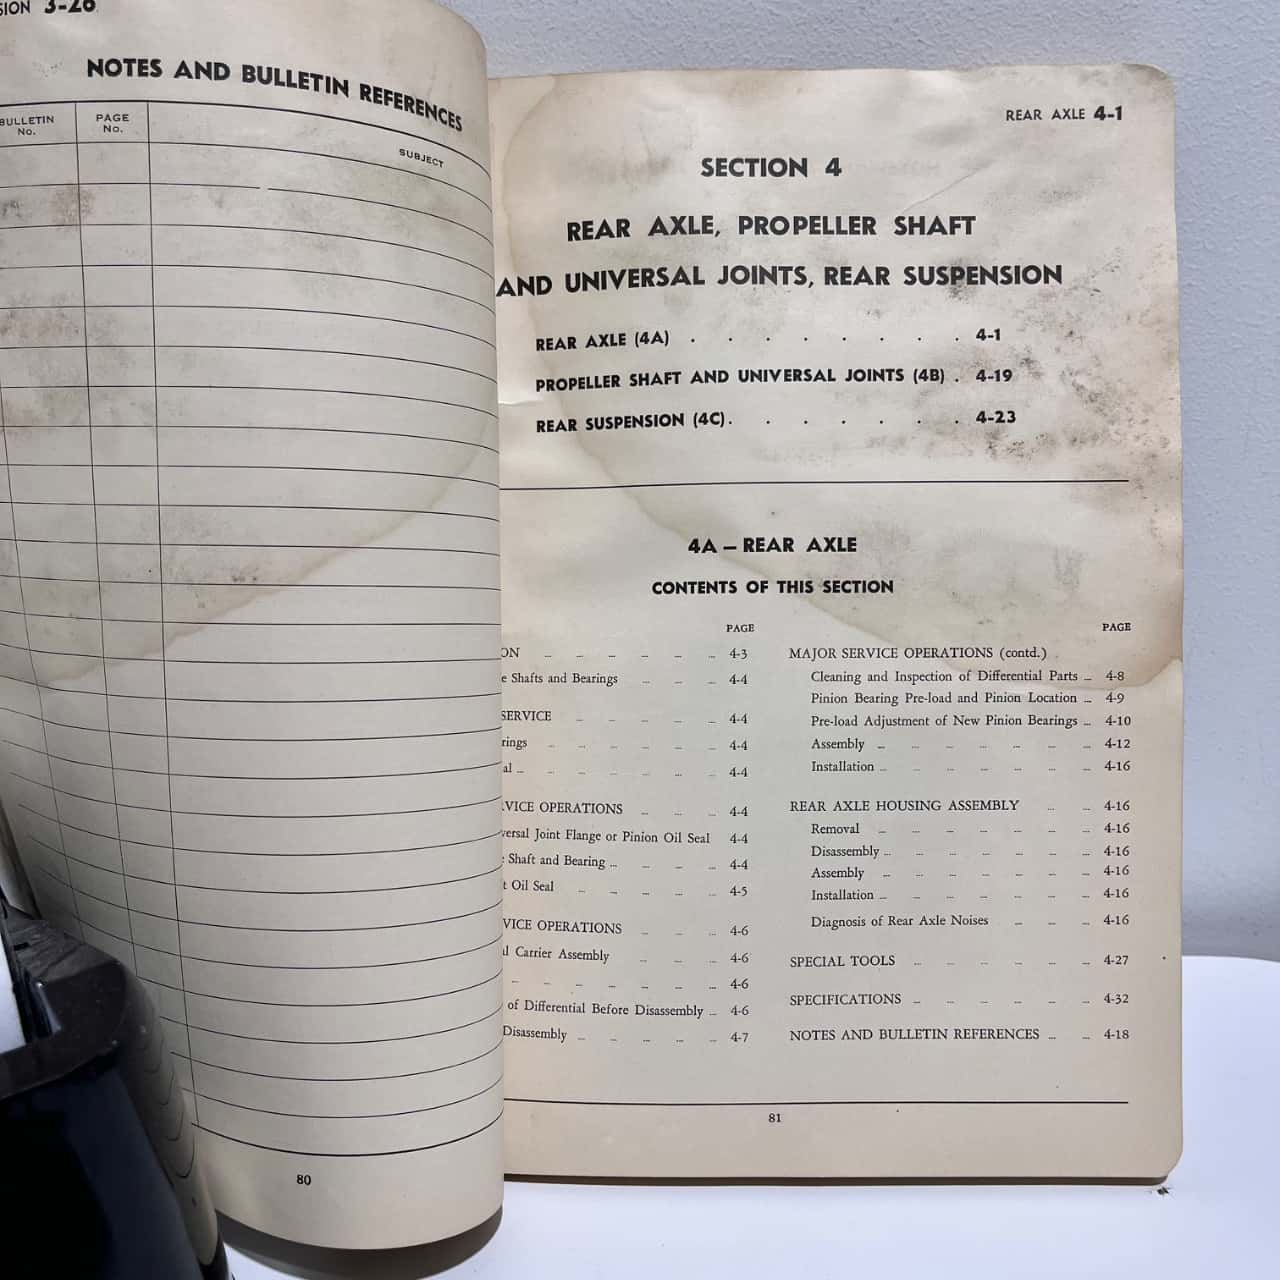 3-26
NOTES AND BULLETIN REFERENCES
BULLETIN No.
PAGE No.
SUBJECT
80
REAR AXLE 4-1
SECTION 4
REAR AXLE, PROPELLER SHAFT
AND UNIVERSAL JOINTS, REAR SUSPENSION
REAR AXLE (4A) . . . . . . . . 4-1
PROPELLER SHAFT AND UNIVERSAL JOINTS (4B) . 4-19
REAR SUSPENSION (4C). . . . . . . 4-23
4A — REAR AXLE
CONTENTS OF THIS SECTION
PAGE
4-3
Shafts and Bearings 4-4
SERVICE 4-4
4-4
4-4
OPERATIONS 4-4
Joint Flange or Pinion Oil Seal 4-4
Shaft and Bearing 4-4
Oil Seal 4-5
OPERATIONS 4-6
Carrier Assembly 4-6
4-6
of Differential Before Disassembly 4-6
Disassembly 4-7
PAGE
MAJOR SERVICE OPERATIONS (contd.)
Cleaning and Inspection of Differential Parts 4-8
Pinion Bearing Pre-load and Pinion Location 4-9
Pre-load Adjustment of New Pinion Bearings 4-10
Assembly 4-12
Installation 4-16
REAR AXLE HOUSING ASSEMBLY 4-16
Removal 4-16
Disassembly 4-16
Assembly 4-16
Installation 4-16
Diagnosis of Rear Axle Noises 4-16
SPECIAL TOOLS 4-27
SPECIFICATIONS 4-32
NOTES AND BULLETIN REFERENCES 4-18
81